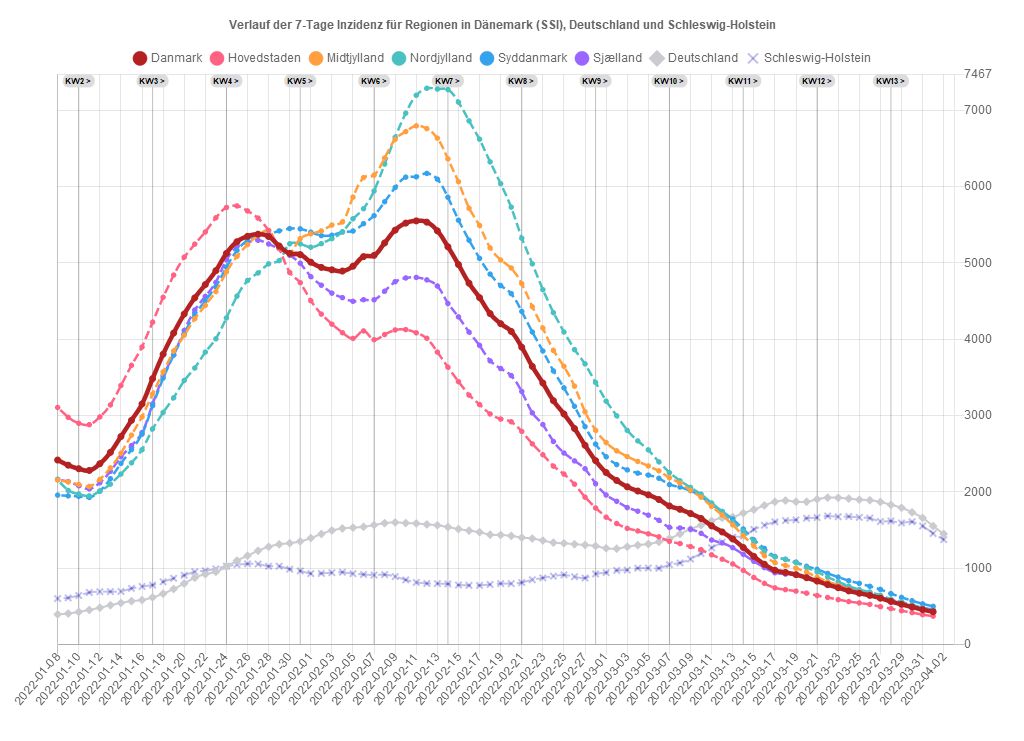 Verlauf der 7-Tage Inzidenz für Regionen in Dänemark (SSI), Deutschland und Schleswig-Holstein
Danmark Hovedstaden Midtjylland Nordjylland Syddanmark Sjælland Deutschland Schleswig-Holstein
KW2 > KW3 > KW4 > KW5 > KW6 > KW7 > KW8 > KW9 > KW10 > KW11 > KW12 > KW13 >
7467
7000
6000
5000
4000
3000
2000
1000
0
2022-01-08 2022-01-10 2022-01-12 2022-01-14 2022-01-16 2022-01-18 2022-01-20 2022-01-22 2022-01-24 2022-01-26 2022-01-28 2022-01-30 2022-02-01 2022-02-03 2022-02-05 2022-02-07 2022-02-09 2022-02-11 2022-02-13 2022-02-15 2022-02-17 2022-02-19 2022-02-21 2022-02-23 2022-02-25 2022-02-27 2022-03-01 2022-03-03 2022-03-05 2022-03-07 2022-03-09 2022-03-11 2022-03-13 2022-03-15 2022-03-17 2022-03-19 2022-03-21 2022-03-23 2022-03-25 2022-03-27 2022-03-29 2022-03-31 2022-04-02